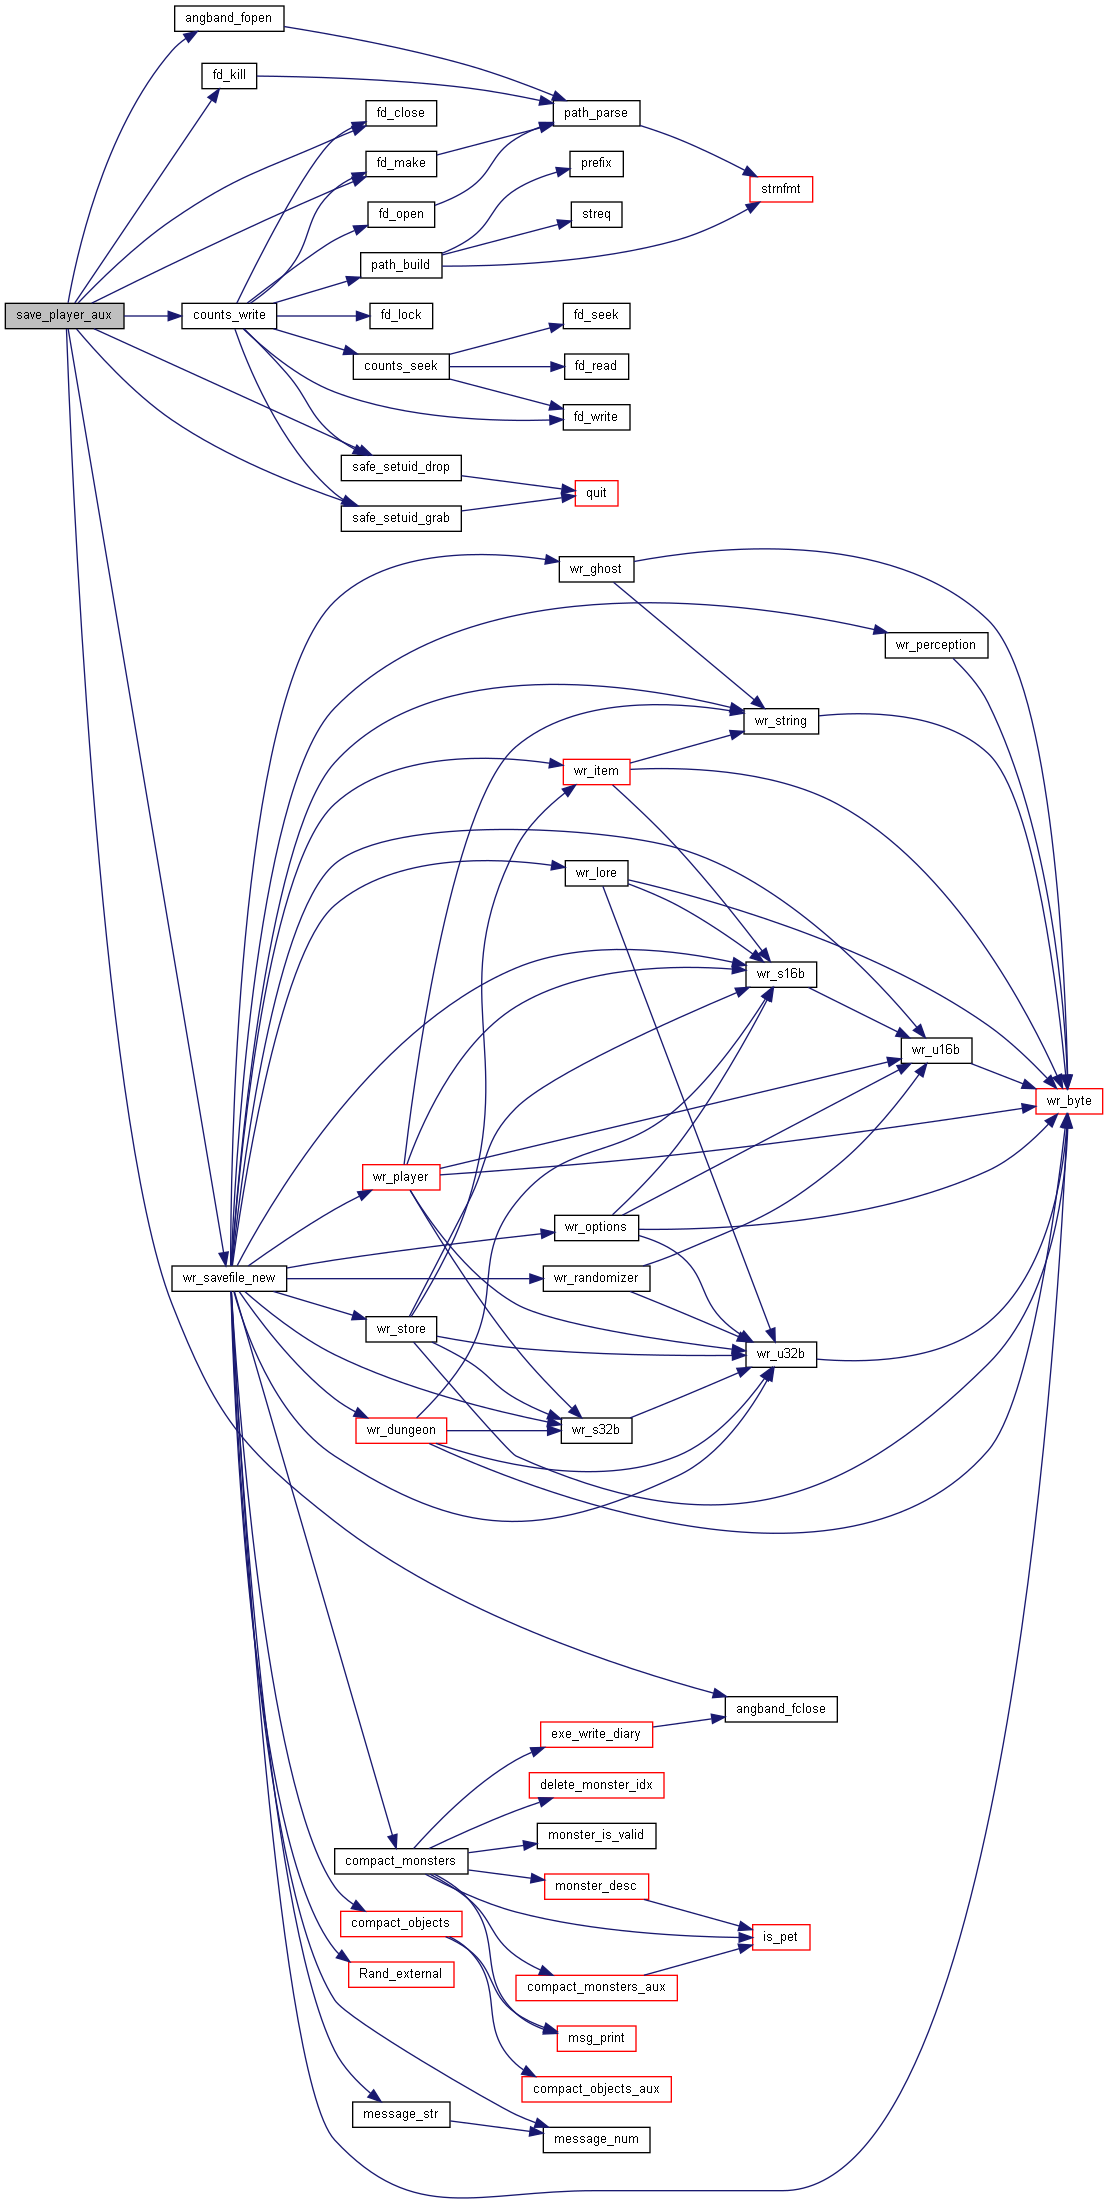 angband_fopen
fd_kill
fd_close
path_parse
fd_make
prefix
strnfmt
fd_open
streq
path_build
save_player_aux
counts_write
fd_lock
fd_seek
counts_seek
fd_read
fd_write
safe_setuid_drop
quit
safe_setuid_grab
wr_ghost
wr_perception
wr_string
wr_item
wr_lore
wr_s16b
wr_u16b
wr_byte
wr_player
wr_options
wr_savefile_new
wr_randomizer
wr_store
wr_u32b
wr_dungeon
wr_s32b
angband_fclose
exe_write_diary
delete_monster_idx
monster_is_valid
compact_monsters
monster_desc
compact_objects
is_pet
Rand_external
compact_monsters_aux
msg_print
compact_objects_aux
message_str
message_num